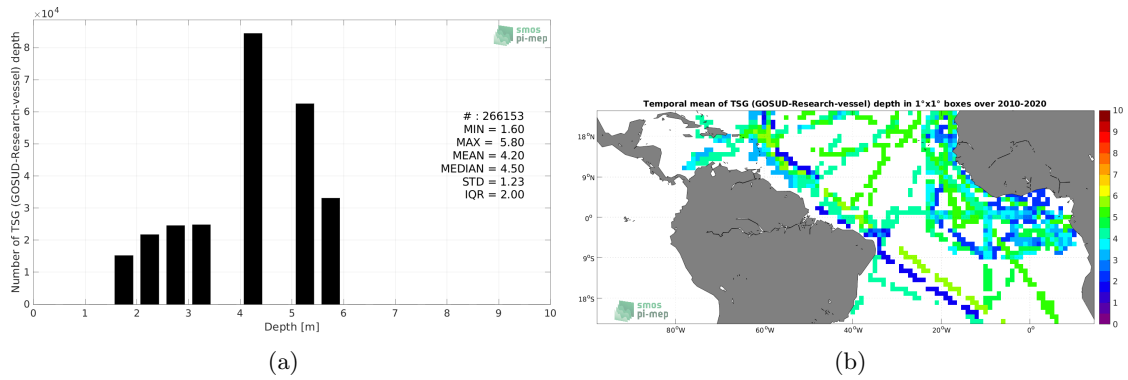 ×10⁴
8
7
6
5
4
3
2
1
0
Number of TSG (GOSUD-Research-vessel) depth
smos
pi-mep
# : 266153
MIN = 1.60
MAX = 5.80
MEAN = 4.20
MEDIAN = 4.50
STD = 1.23
IQR = 2.00
0 1 2 3 4 5 6 7 8 9 10
Depth [m]
(a)
Temporal mean of TSG (GOSUD-Research-vessel) depth in 1°x1° boxes over 2010-2020
18°N
9°N
0°
9°S
18°S
smos
pi-mep
80°W 60°W 40°W 20°W 0°
10
9
8
7
6
5
4
3
2
1
0
(b)